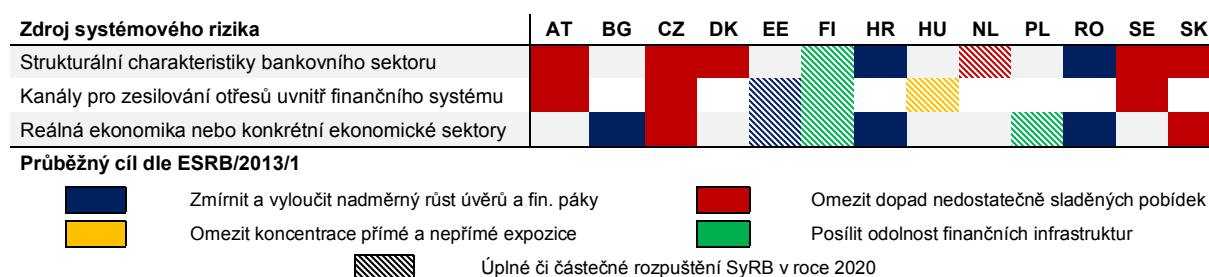 Zdroj systémového rizika AT BG CZ DK EE FI HR HU NL PL RO SE SK
Strukturální charakteristiky bankovního sektoru
Kanály pro zesilování otřesů uvnitř finančního systému
Reálná ekonomika nebo konkrétní ekonomické sektory
Průběžný cíl dle ESRB/2013/1
Zmírnit a vyloučit nadměrný růst úvěrů a fin. páky Omezit dopad nedostatečně sladěných pobídek
Omezit koncentrace přímé a nepřímé expozice Posílit odolnost finančních infrastruktur
Úplné či částečné rozpuštění SyRB v roce 2020